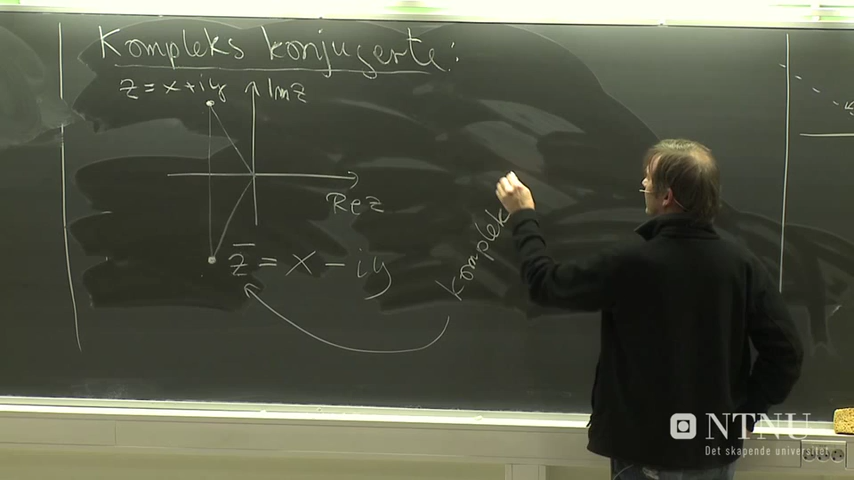 Kompleks konjugerte:
z = x + iy
Im z
Re z
z̅ = x - iy
kompleks
NTNU
Det skapende universitet